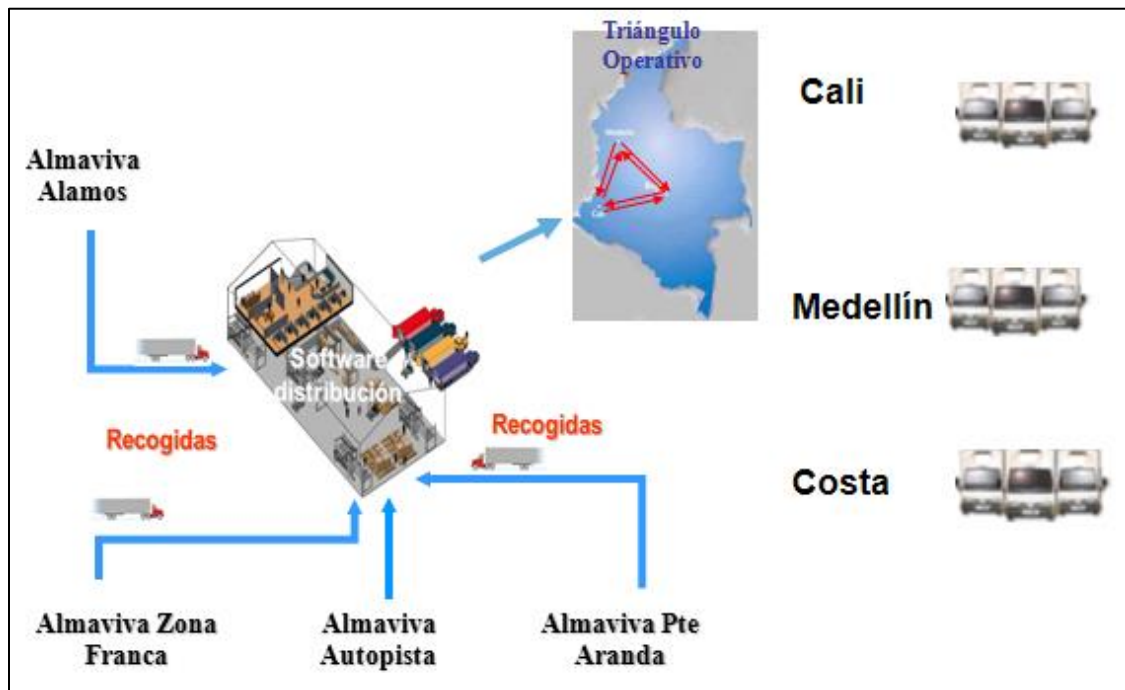 Triángulo
Operativo
Cali
Almaviva
Alamos
Medellín
Software
distribución
Recogidas
Recogidas
Costa
Almaviva Zona
Franca
Almaviva
Autopista
Almaviva Pte
Aranda